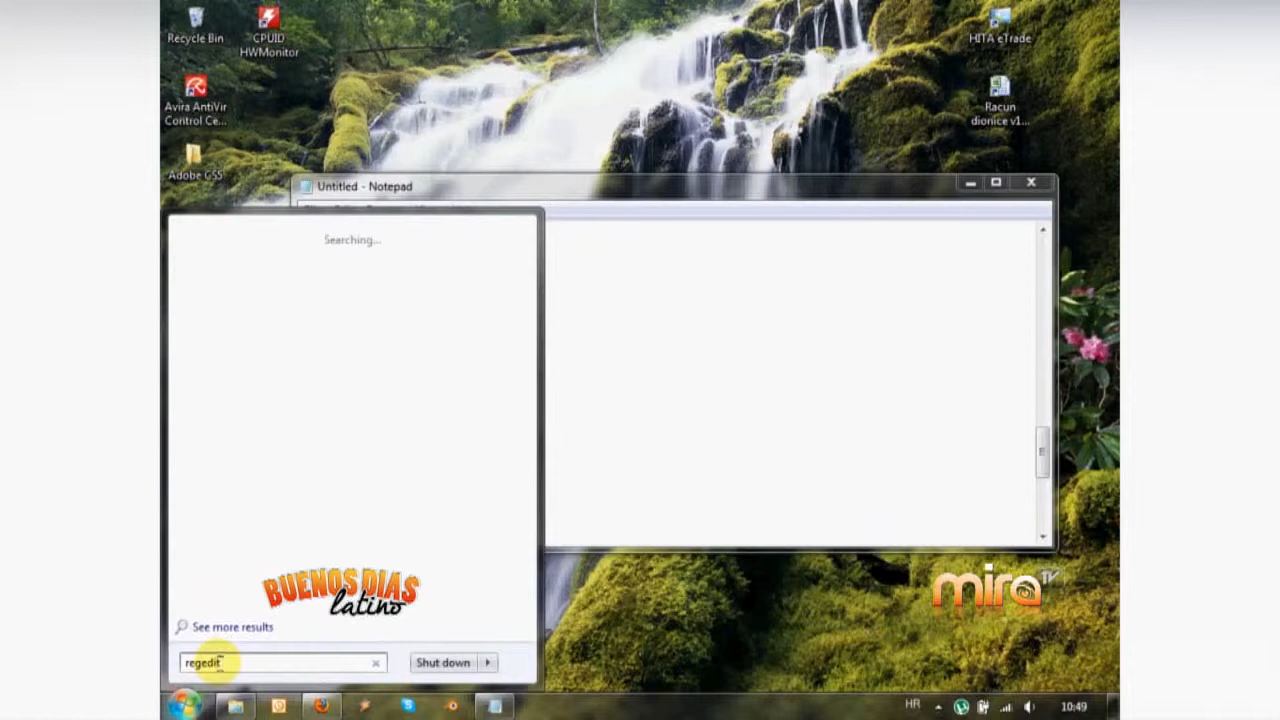 Recycle Bin
CPUID
HWMonitor
Avira AntiVir
Control Ce...
Adobe CS5
HITA eTrade
Racun
dionice v1...
Untitled - Notepad
Searching...
BUENOS DIAS
latino
mira TV
See more results
regedit
Shut down
HR
10:49